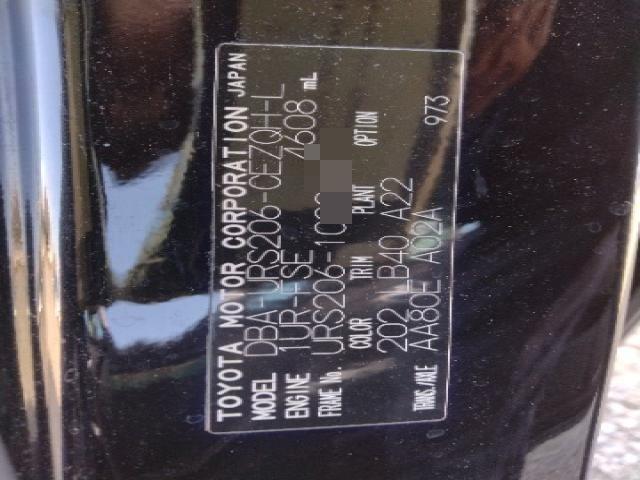 TOYOTA MOTOR CORPORATION JAPAN
MODEL DBA-URS206-CEZQH-L
ENGINE 1UR-FSE 4608 mL
FRAME No. URS206-10
COLOR TRIM PLANT OPTION
202 LB40 A22
TRANS./AXLE AA80E A02A
973